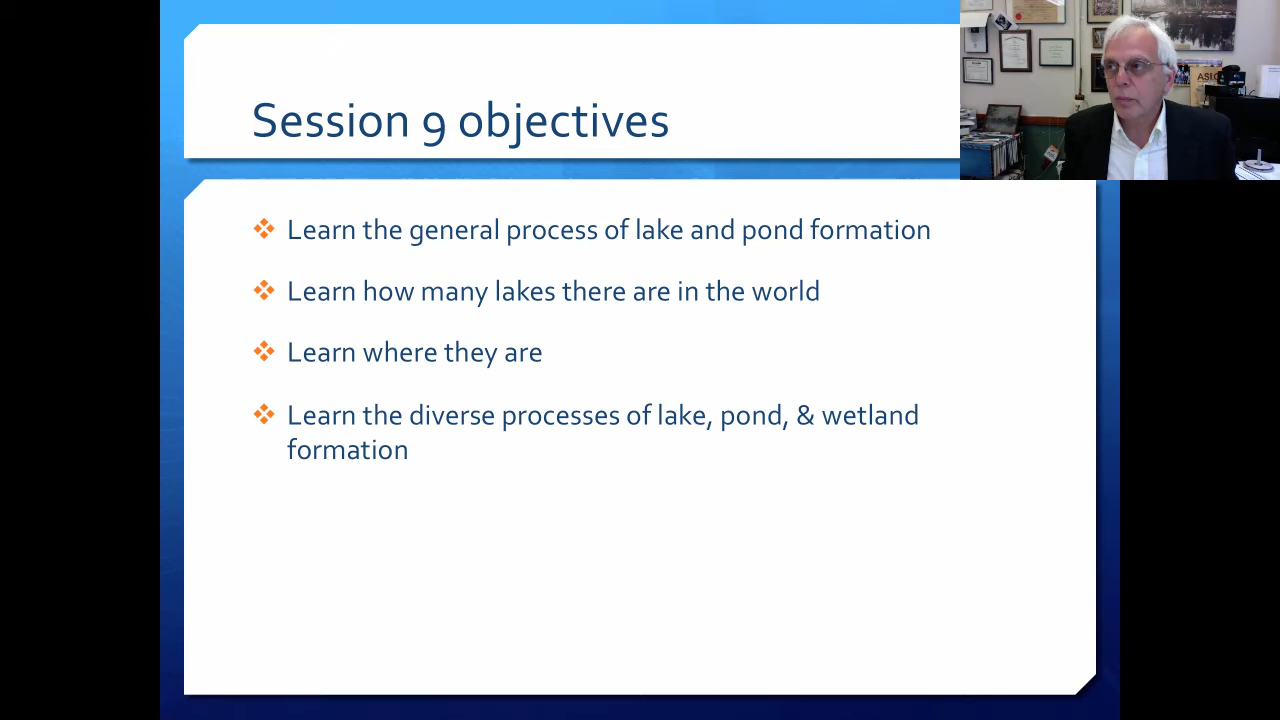 Session 9 objectives
Learn the general process of lake and pond formation
Learn how many lakes there are in the world
Learn where they are
Learn the diverse processes of lake, pond, & wetland
formation